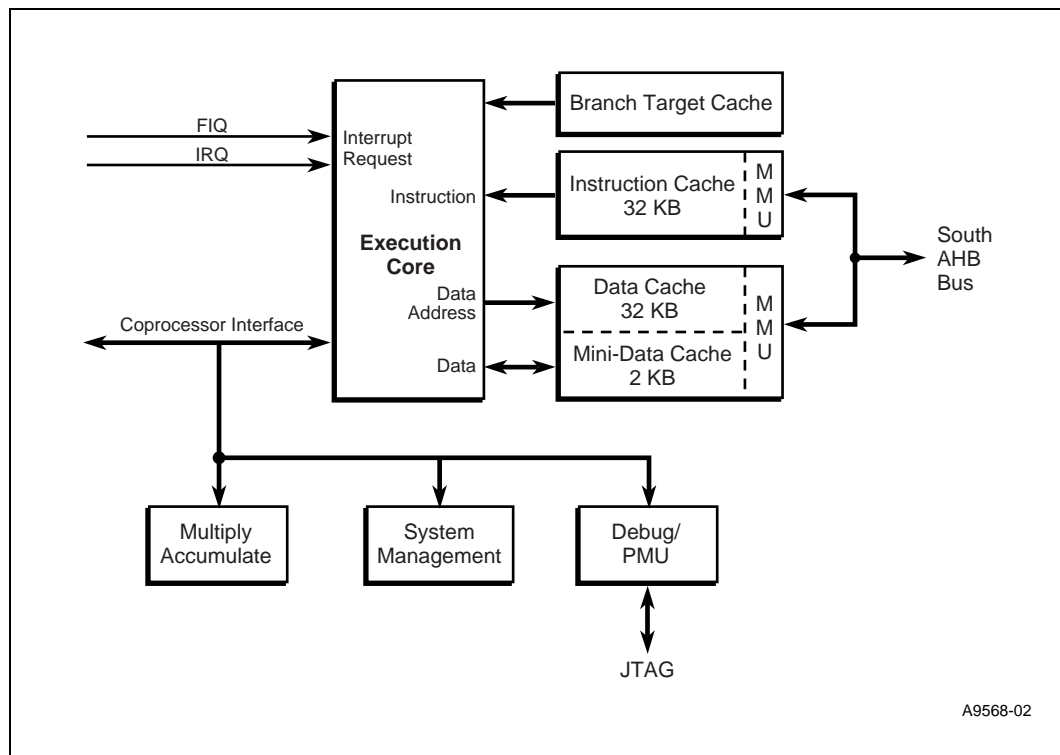 Branch Target Cache
FIQ
Interrupt
Request
IRQ
Instruction Cache
32 KB
M
M
U
Instruction
Execution
Core
South
AHB
Bus
Data
Address
Data Cache
32 KB
M
M
U
Coprocessor Interface
Data
Mini-Data Cache
2 KB
Multiply
Accumulate
System
Management
Debug/
PMU
JTAG
A9568-02